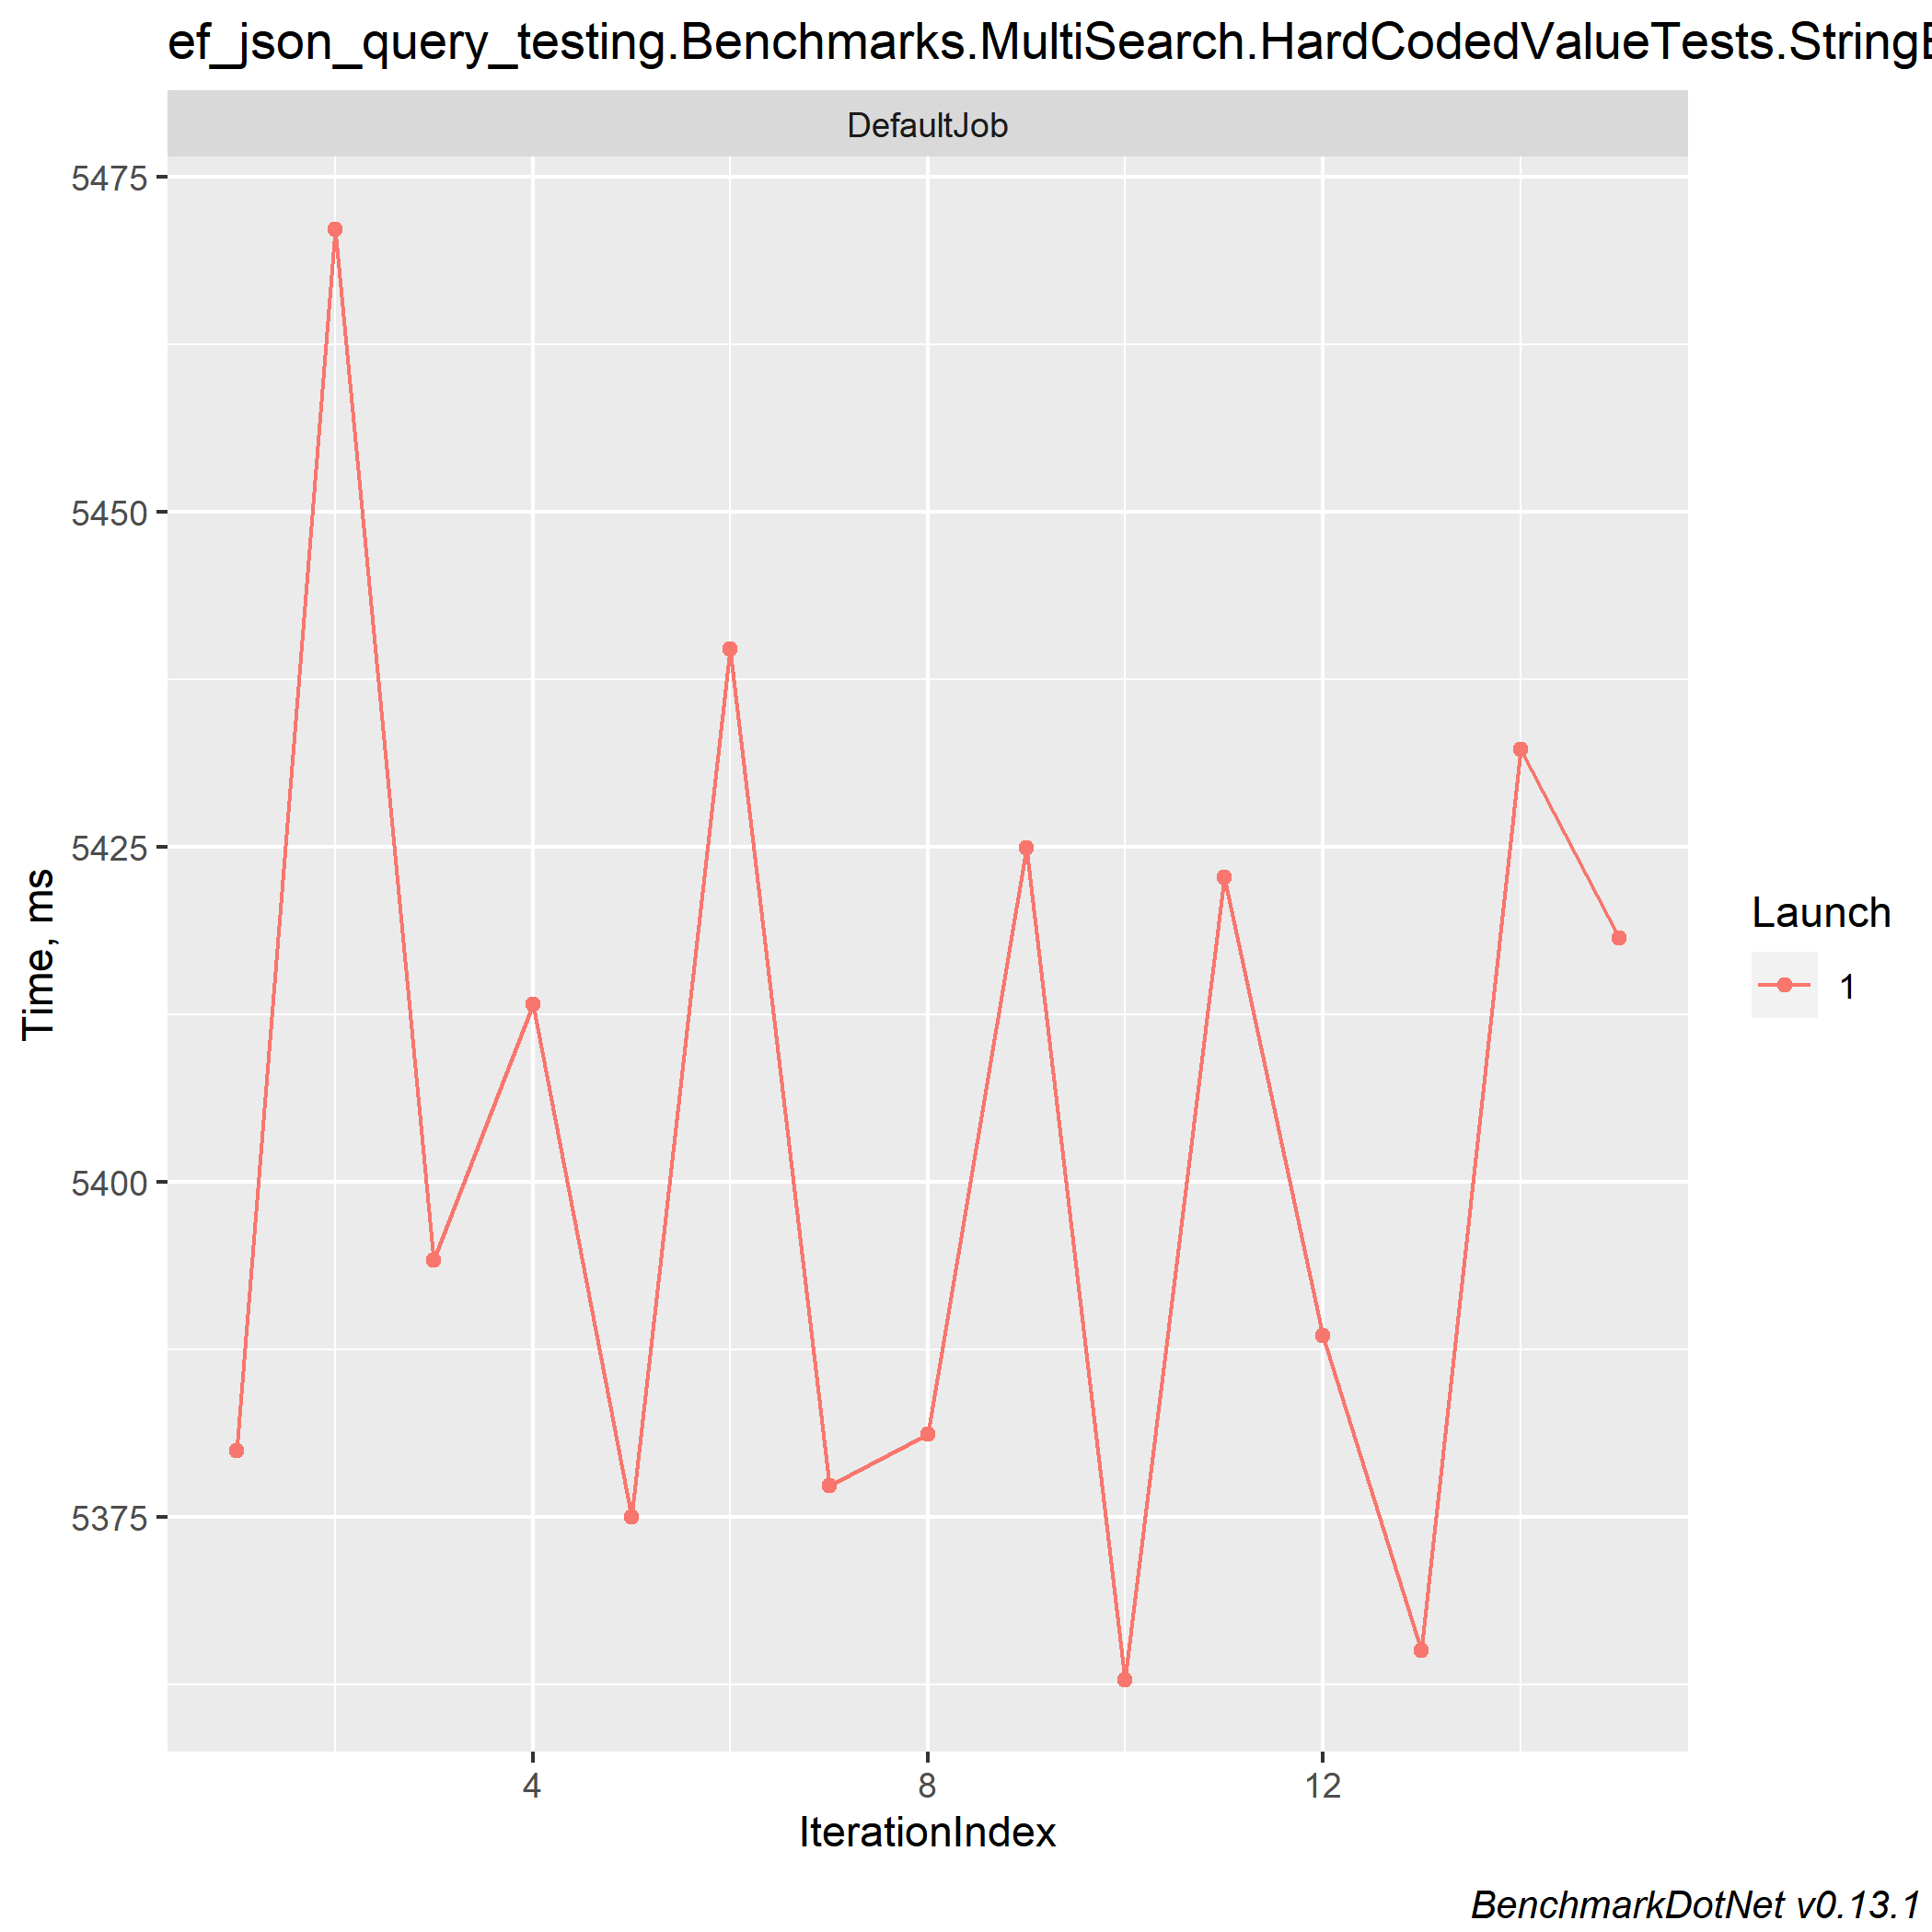 ef_json_query_testing.Benchmarks.MultiSearch.HardCodedValueTests.
DefaultJob
5475
5450
5425
5400
5375
Time, ms
4
8
12
IterationIndex
Launch
1
BenchmarkDotNet v0.13.1